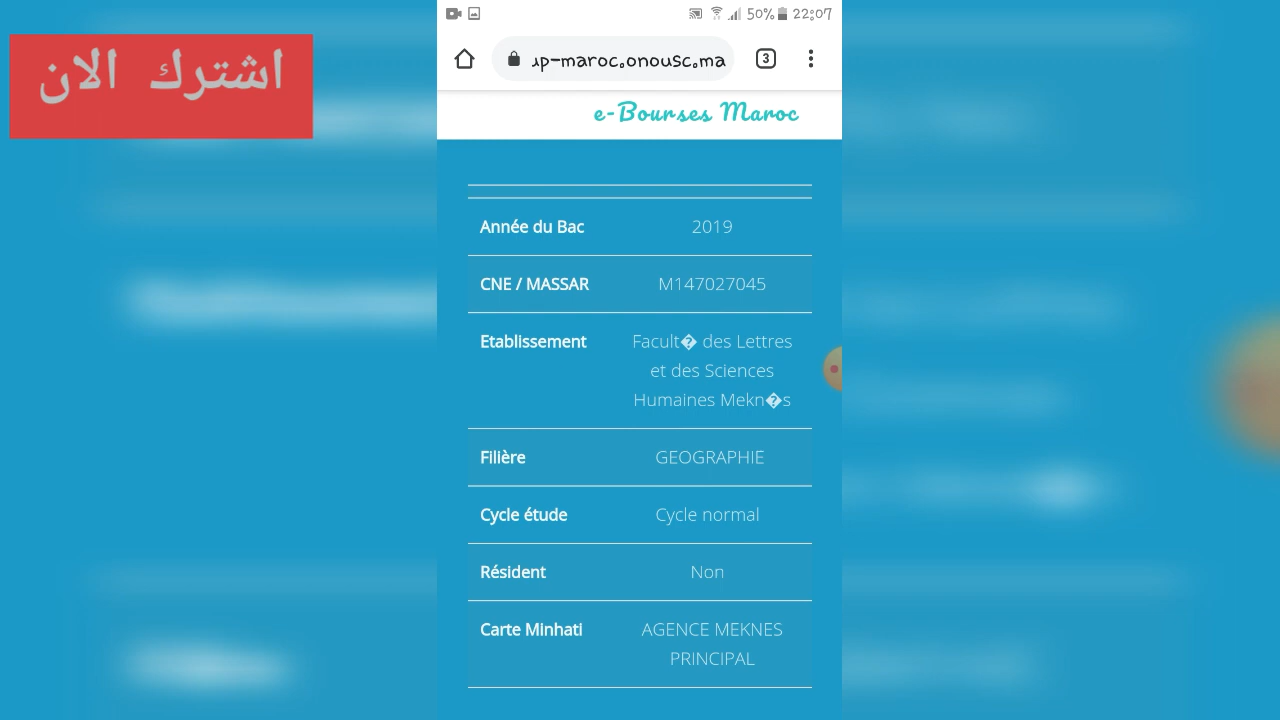 اشترك الان
50% 22:07
up-maroc.onousc.ma
3
e-Bourses Maroc
Année du Bac 2019
CNE / MASSAR M147027045
Etablissement Facult� des Lettres
et des Sciences
Humaines Mekn�s
Filière GEOGRAPHIE
Cycle étude Cycle normal
Résident Non
Carte Minhati AGENCE MEKNES
PRINCIPAL